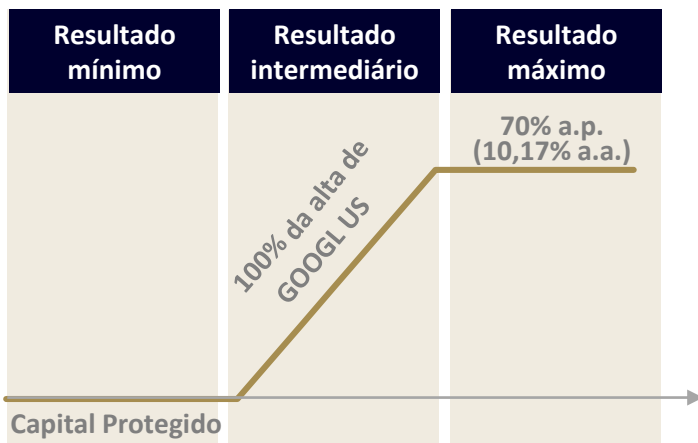 Resultado
mínimo
Resultado
intermediário
Resultado
máximo
70% a.p.
(10,17% a.a.)
100% da alta de
GOOGL US
Capital Protegido